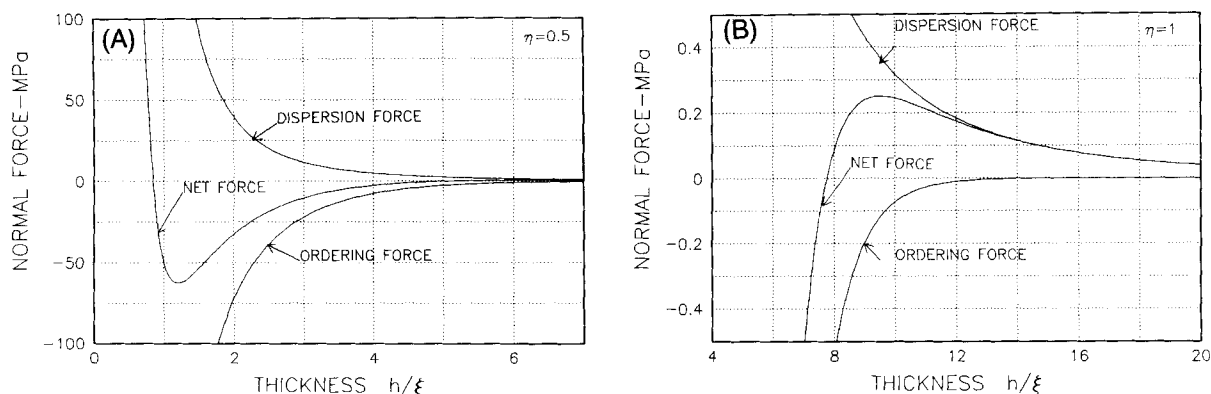 (A)
η=0.5
NORMAL FORCE-MPa
100
50
0
-50
-100
DISPERSION FORCE
NET FORCE
ORDERING FORCE
0 2 4 6
THICKNESS h/ξ
(B)
η=1
NORMAL FORCE-MPa
0.4
0.2
0
-0.2
-0.4
DISPERSION FORCE
NET FORCE
ORDERING FORCE
4 8 12 16 20
THICKNESS h/ξ